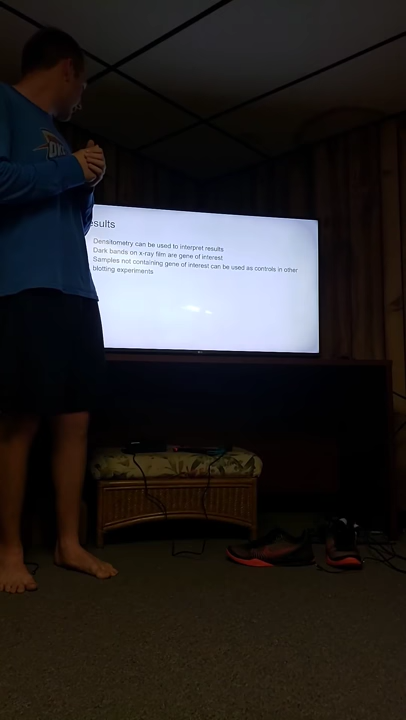 esults
Densitometry can be used to interpret results
Dark bands on x-ray film are gene of interest
Samples not containing gene of interest can be used as controls in other
blotting experiments